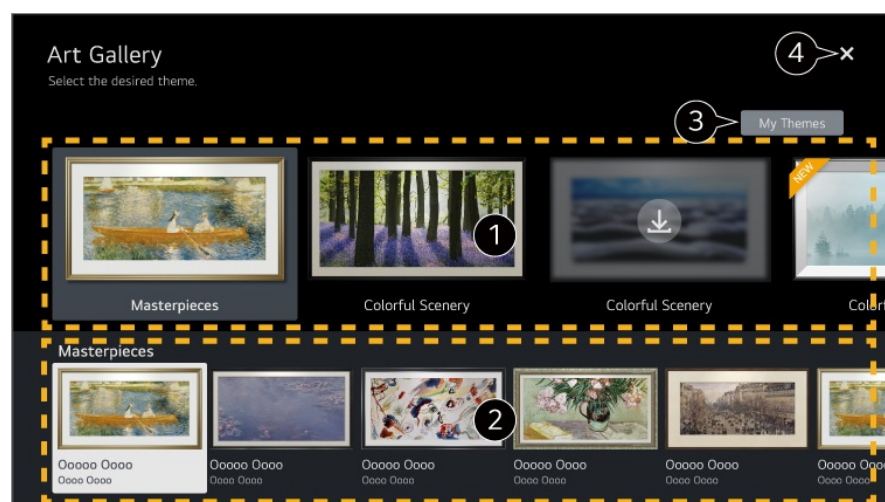 Art Gallery
4
Select the desired theme.
3
My Themes
NEW
1
Masterpieces
Colorful Scenery
Colorful Scenery
Colorf
Masterpieces
2
Ooooo Oooo
Ooooo Oooo
Ooooo Oooo
Ooooo Oooo
Ooooo Oooo
Ooooo Ooo
Oooo Oooo
Oooo Oooo
Oooo Oooo
Oooo Oooo
Oooo Oooo
Oooo Oooo